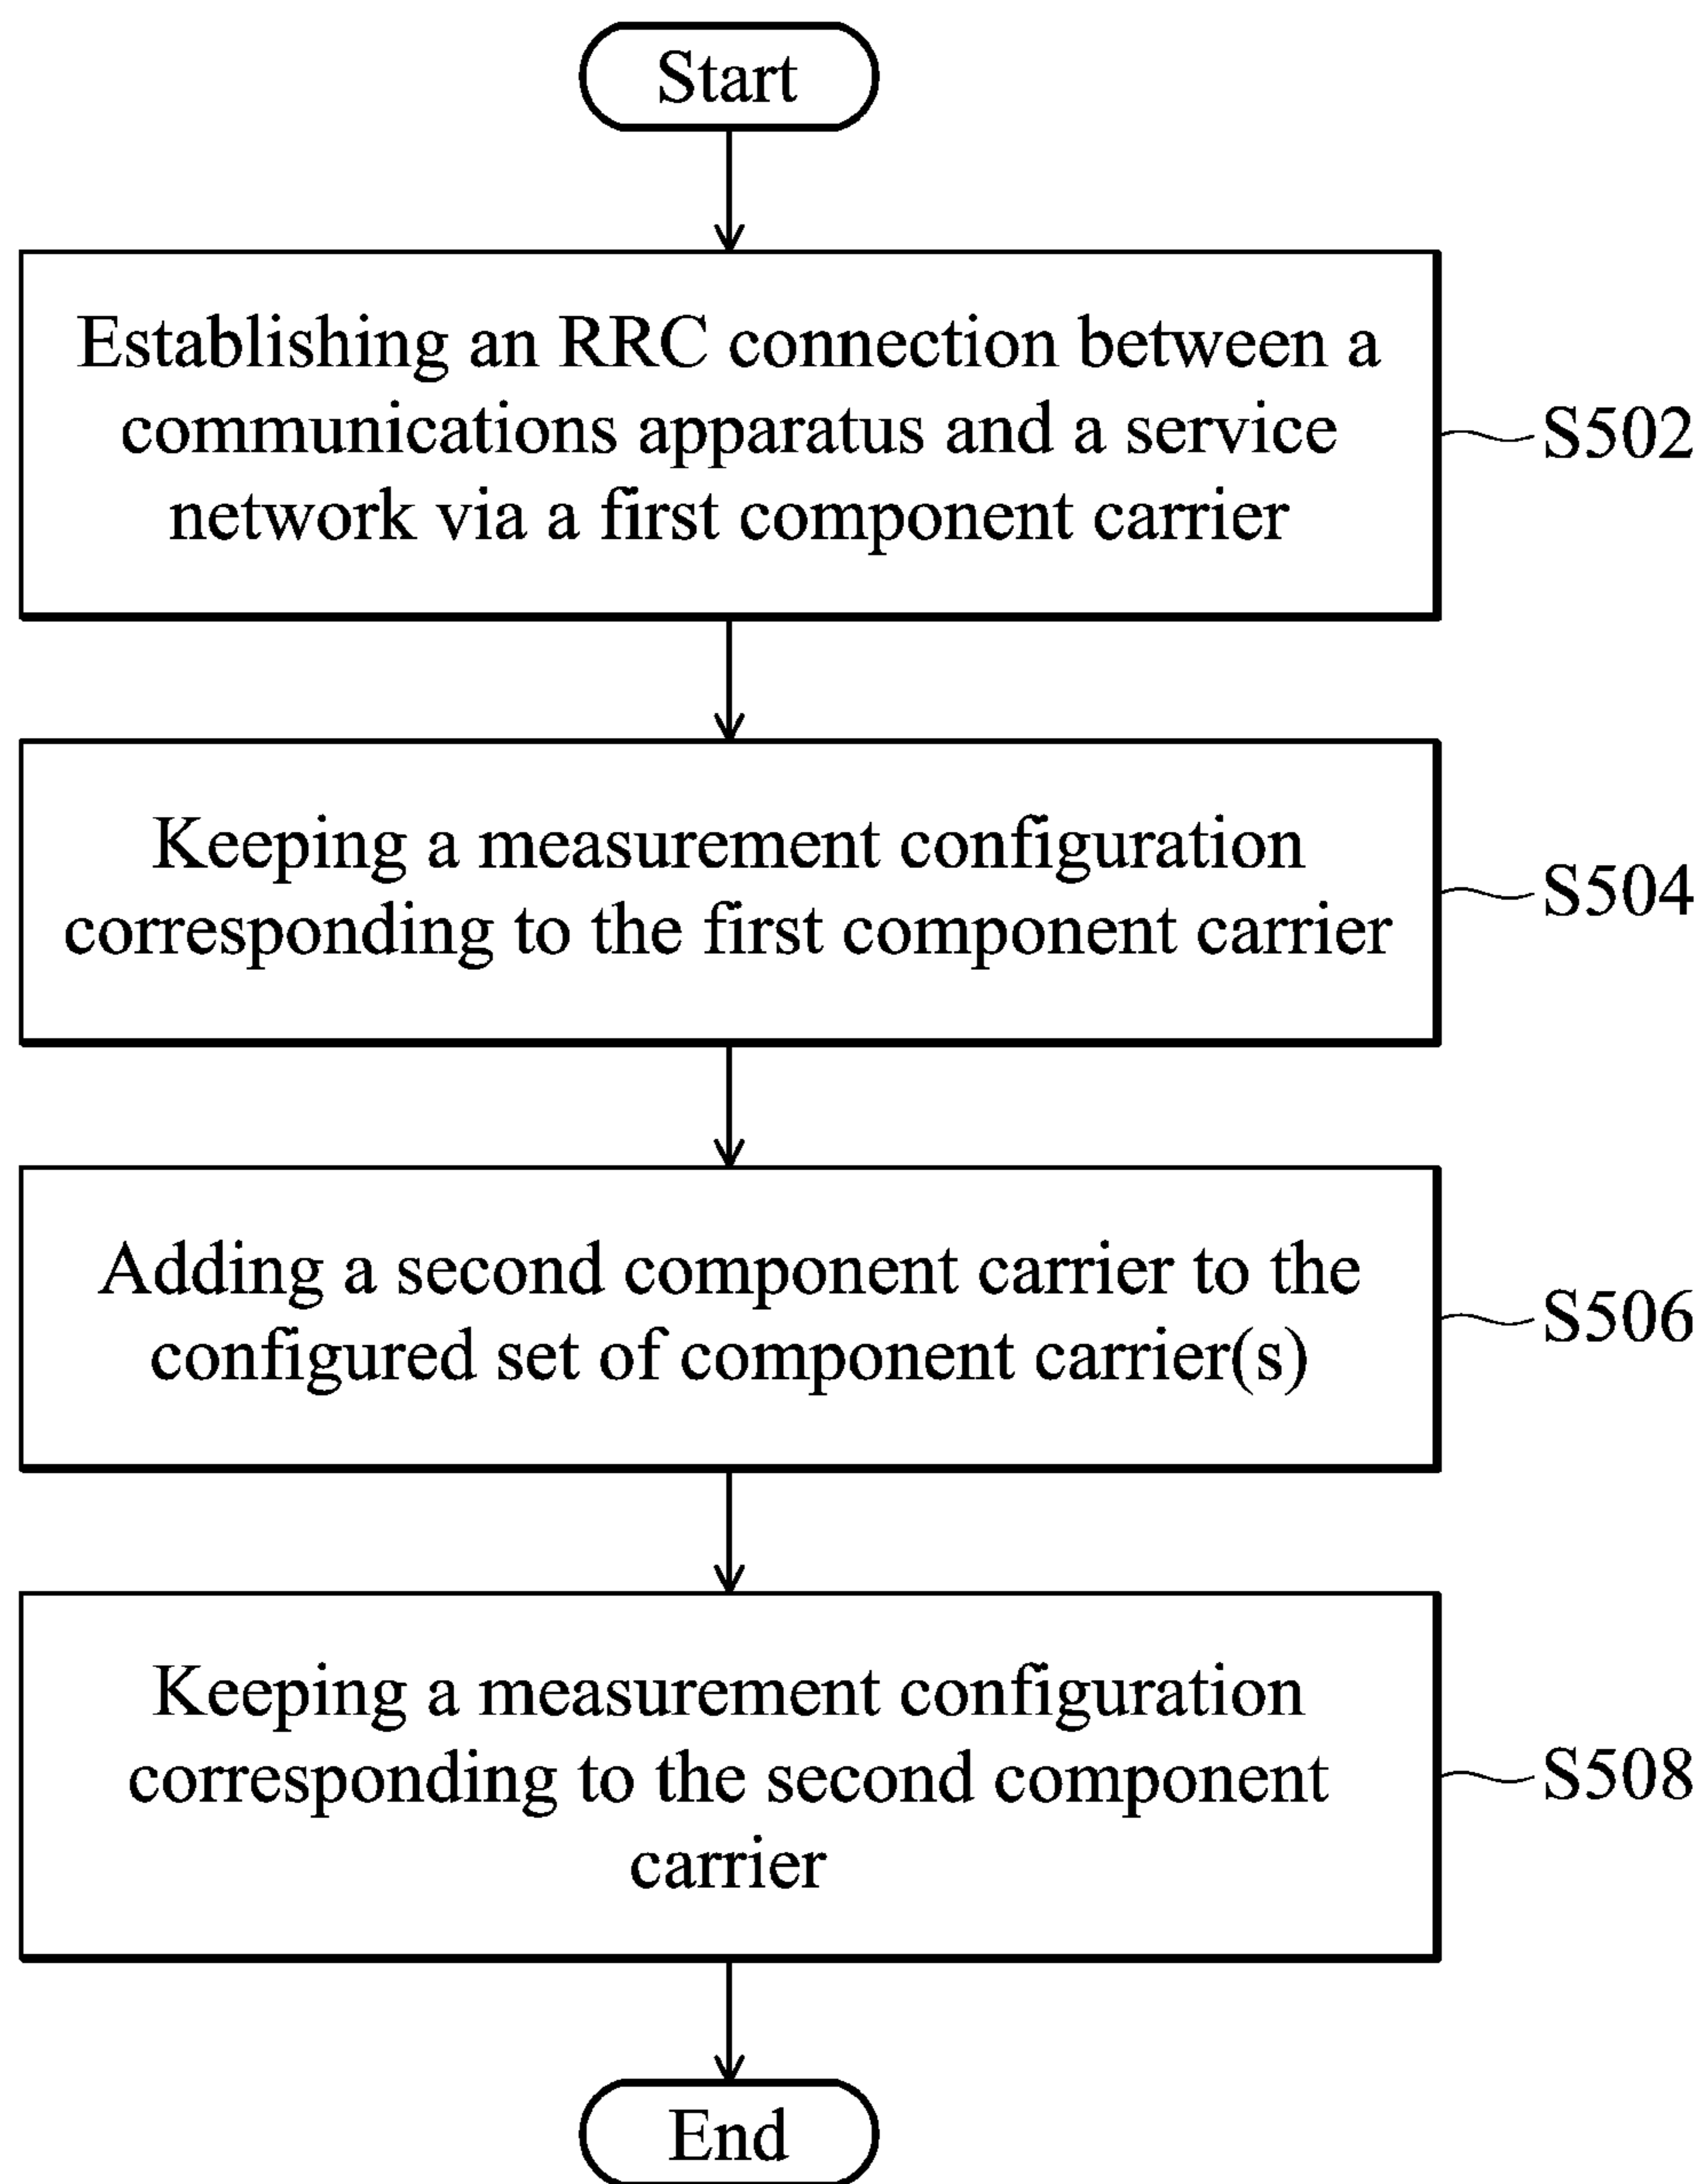 Start
Establishing an RRC connection between a
communications apparatus and a service
network via a first component carrier
S502
Keeping a measurement configuration
corresponding to the first component carrier
S504
Adding a second component carrier to the
configured set of component carrier(s)
S506
Keeping a measurement configuration
corresponding to the second component
carrier
S508
End